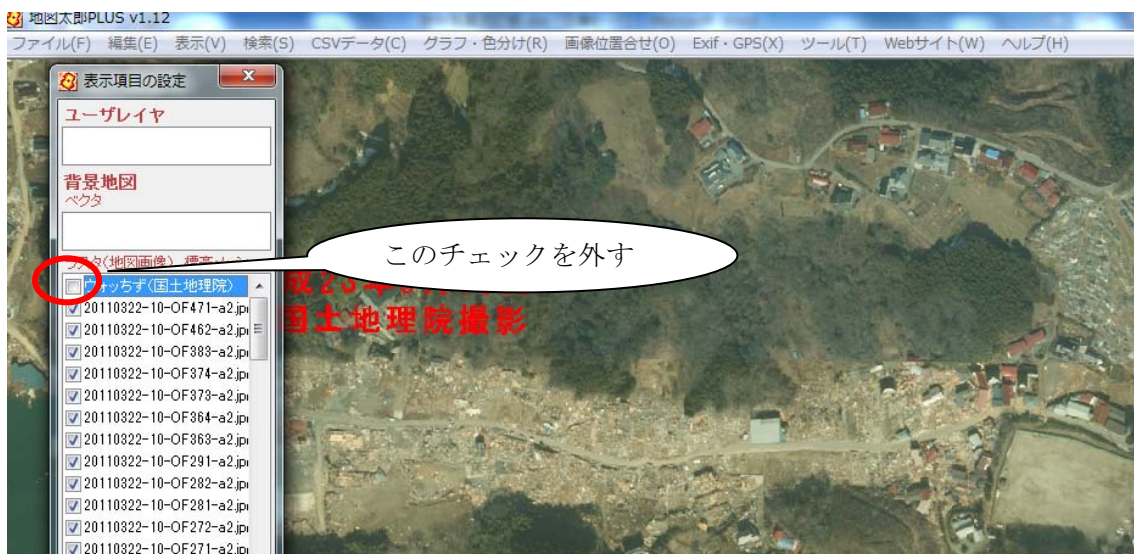 地図太郎PLUS v1.12
ファイル(F) 編集(E) 表示(V) 検索(S) CSVデータ(C) グラフ・色分け(R) 画像位置合せ(O) Exif・GPS(X) ツール(T) Webサイト(W) ヘルプ(H)
表示項目の設定
ユーザレイヤ
背景地図
ベクタ
ラスタ(地図画像)
このチェックを外す
ウォッちず(国土地理院)
20110322-10-OF471-a2.jp
20110322-10-OF462-a2.jp
20110322-10-OF383-a2.jp
20110322-10-OF374-a2.jp
20110322-10-OF373-a2.jp
20110322-10-OF364-a2.jp
20110322-10-OF363-a2.jp
20110322-10-OF291-a2.jp
20110322-10-OF282-a2.jp
20110322-10-OF281-a2.jp
20110322-10-OF272-a2.jp
20110322-10-OF271-a2.jp
国土地理院撮影